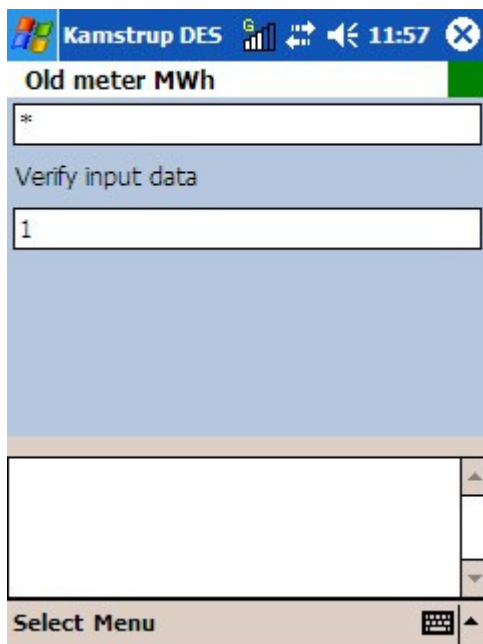 Kamstrup DES G 11:57
Old meter MWh
*
Verify input data
1
Select Menu